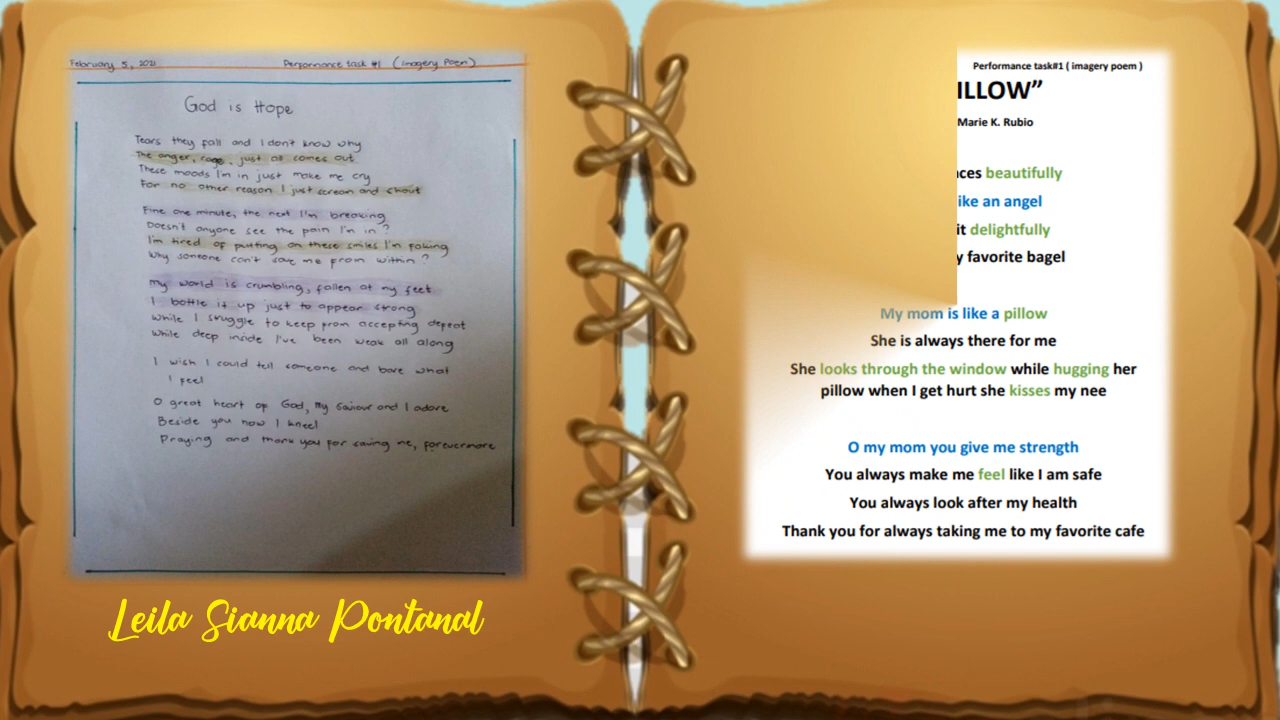 February 5, 2021 Performance task #1 (imagery Poem)
God is Hope
Tears they fall and I don't know why
The anger, rage, just all comes out
These moods I'm in just make me cry
For no other reason I just scream and shout
Fine one minute, the next I'm breaking
Doesn't anyone see the pain I'm in?
I'm tired of putting on these smiles I'm faking
Why someone can't save me from within?
My world is crumbling, fallen at my feet
I bottle it up just to appear strong
While I struggle to keep from accepting defeat
While deep inside I've been weak all along
I wish I could tell someone and bare what
I feel
O great heart of God, my Saviour and I adore
Beside you now I kneel
Praying and thank you for saving me, forevermore
Leila Sianna Pontanal
Performance task#1 ( imagery poem )
ILLOW”
Marie K. Rubio
nces beautifully
ike an angel
it delightfully
y favorite bagel
My mom is like a pillow
She is always there for me
She looks through the window while hugging her
pillow when I get hurt she kisses my nee
O my mom you give me strength
You always make me feel like I am safe
You always look after my health
Thank you for always taking me to my favorite cafe